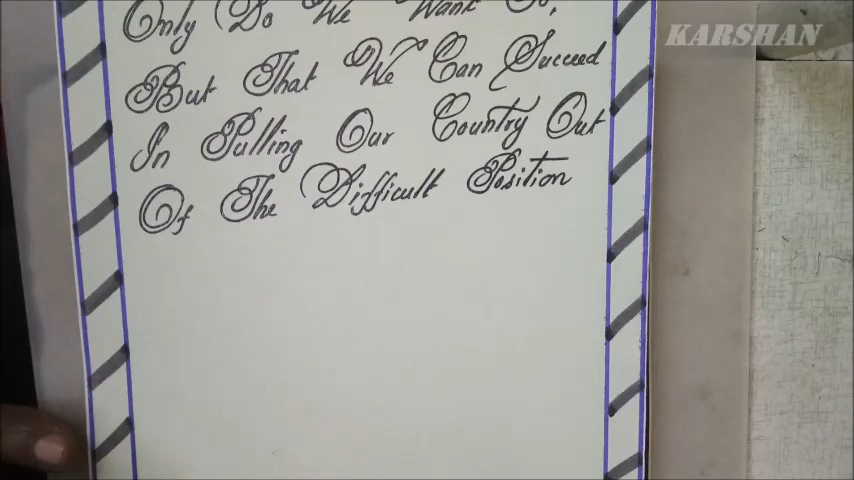 Only Do We Want So,
But That We Can Succeed
In Pulling Our Country Out
Of The Difficult Position
KARSHAN